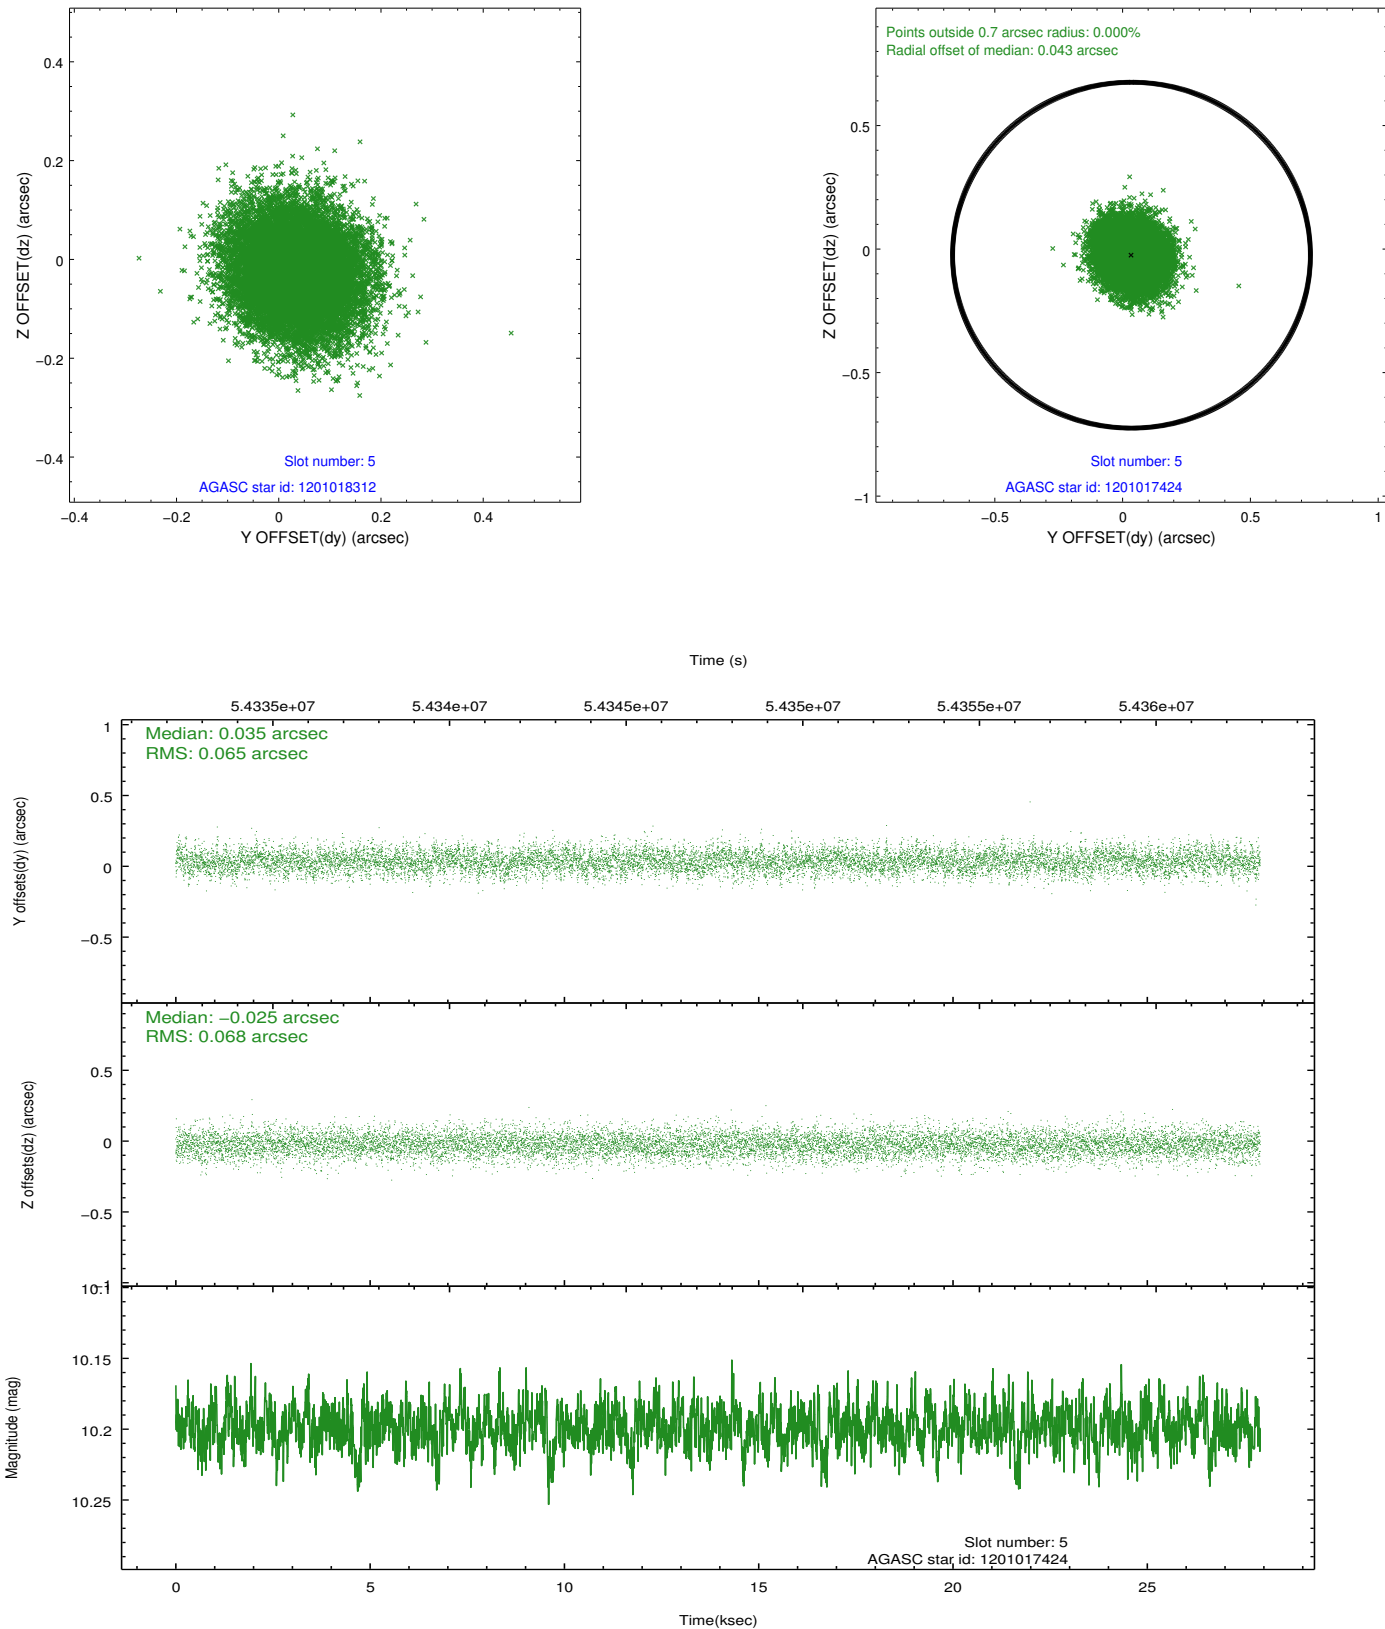 0.4
0.2
0
−0.2
−0.4
Z OFFSET(dz) (arcsec)
Slot number: 5
AGASC star id: 1201018312
−0.4 −0.2 0 0.2 0.4
Y OFFSET(dy) (arcsec)
Points outside 0.7 arcsec radius: 0.000%
Radial offset of median: 0.043 arcsec
0.5
0
−0.5
−1
Z OFFSET(dz) (arcsec)
Slot number: 5
AGASC star id: 1201017424
−0.5 0 0.5 1
Y OFFSET(dy) (arcsec)
Time (s)
5.4335e+07 5.434e+07 5.4345e+07 5.435e+07 5.4355e+07 5.436e+07
Median: 0.035 arcsec
RMS: 0.065 arcsec
1
0.5
0
−0.5
Y offsets(dy) (arcsec)
Median: −0.025 arcsec
RMS: 0.068 arcsec
0.5
0
−0.5
−1
Z offsets(dz) (arcsec)
10.1
10.15
10.2
10.25
Magnitude (mag)
Slot number: 5
AGASC star id: 1201017424
0 5 10 15 20 25
Time(ksec)